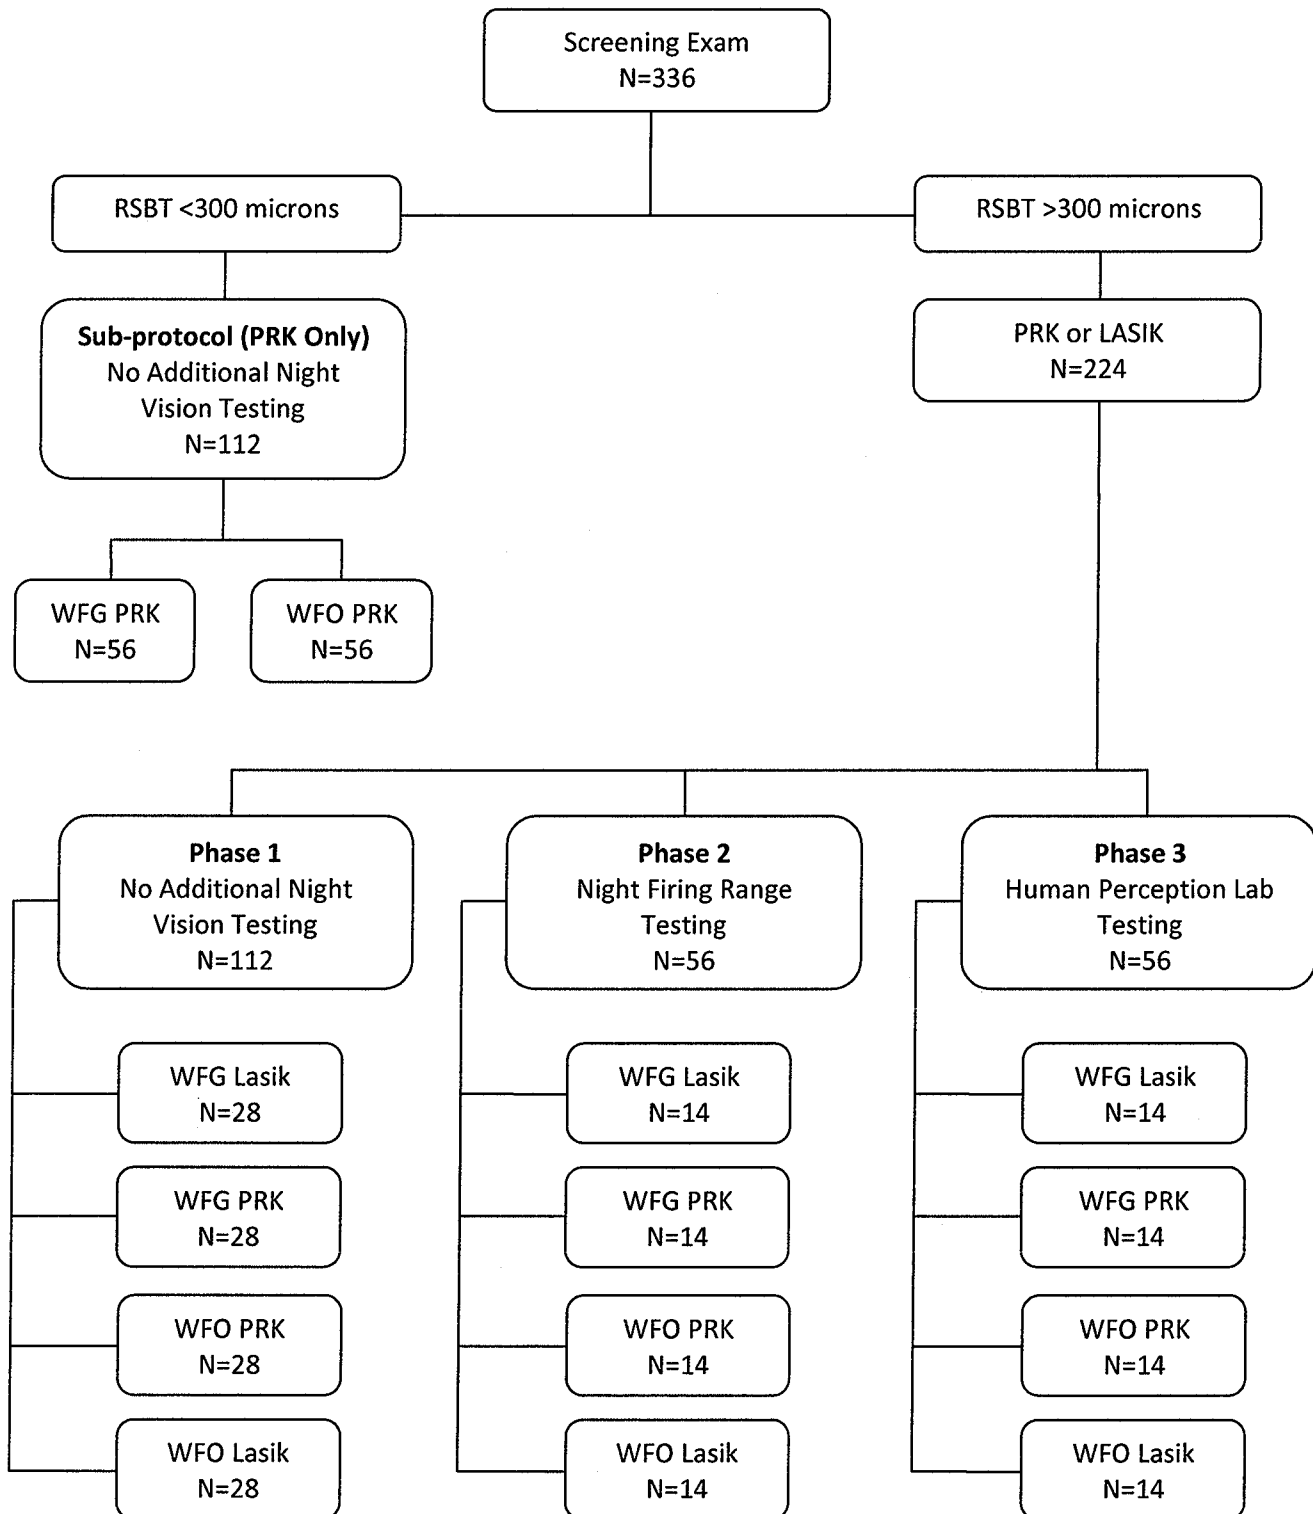 Screening Exam
N=336
RSBT <300 microns
RSBT >300 microns
Sub-protocol (PRK Only)
No Additional Night
Vision Testing
N=112
PRK or LASIK
N=224
WFG PRK
N=56
WFO PRK
N=56
Phase 1
No Additional Night
Vision Testing
N=112
Phase 2
Night Firing Range
Testing
N=56
Phase 3
Human Perception Lab
Testing
N=56
WFG Lasik
N=28
WFG PRK
N=28
WFO PRK
N=28
WFO Lasik
N=28
WFG Lasik
N=14
WFG PRK
N=14
WFO PRK
N=14
WFO Lasik
N=14
WFG Lasik
N=14
WFG PRK
N=14
WFO PRK
N=14
WFO Lasik
N=14